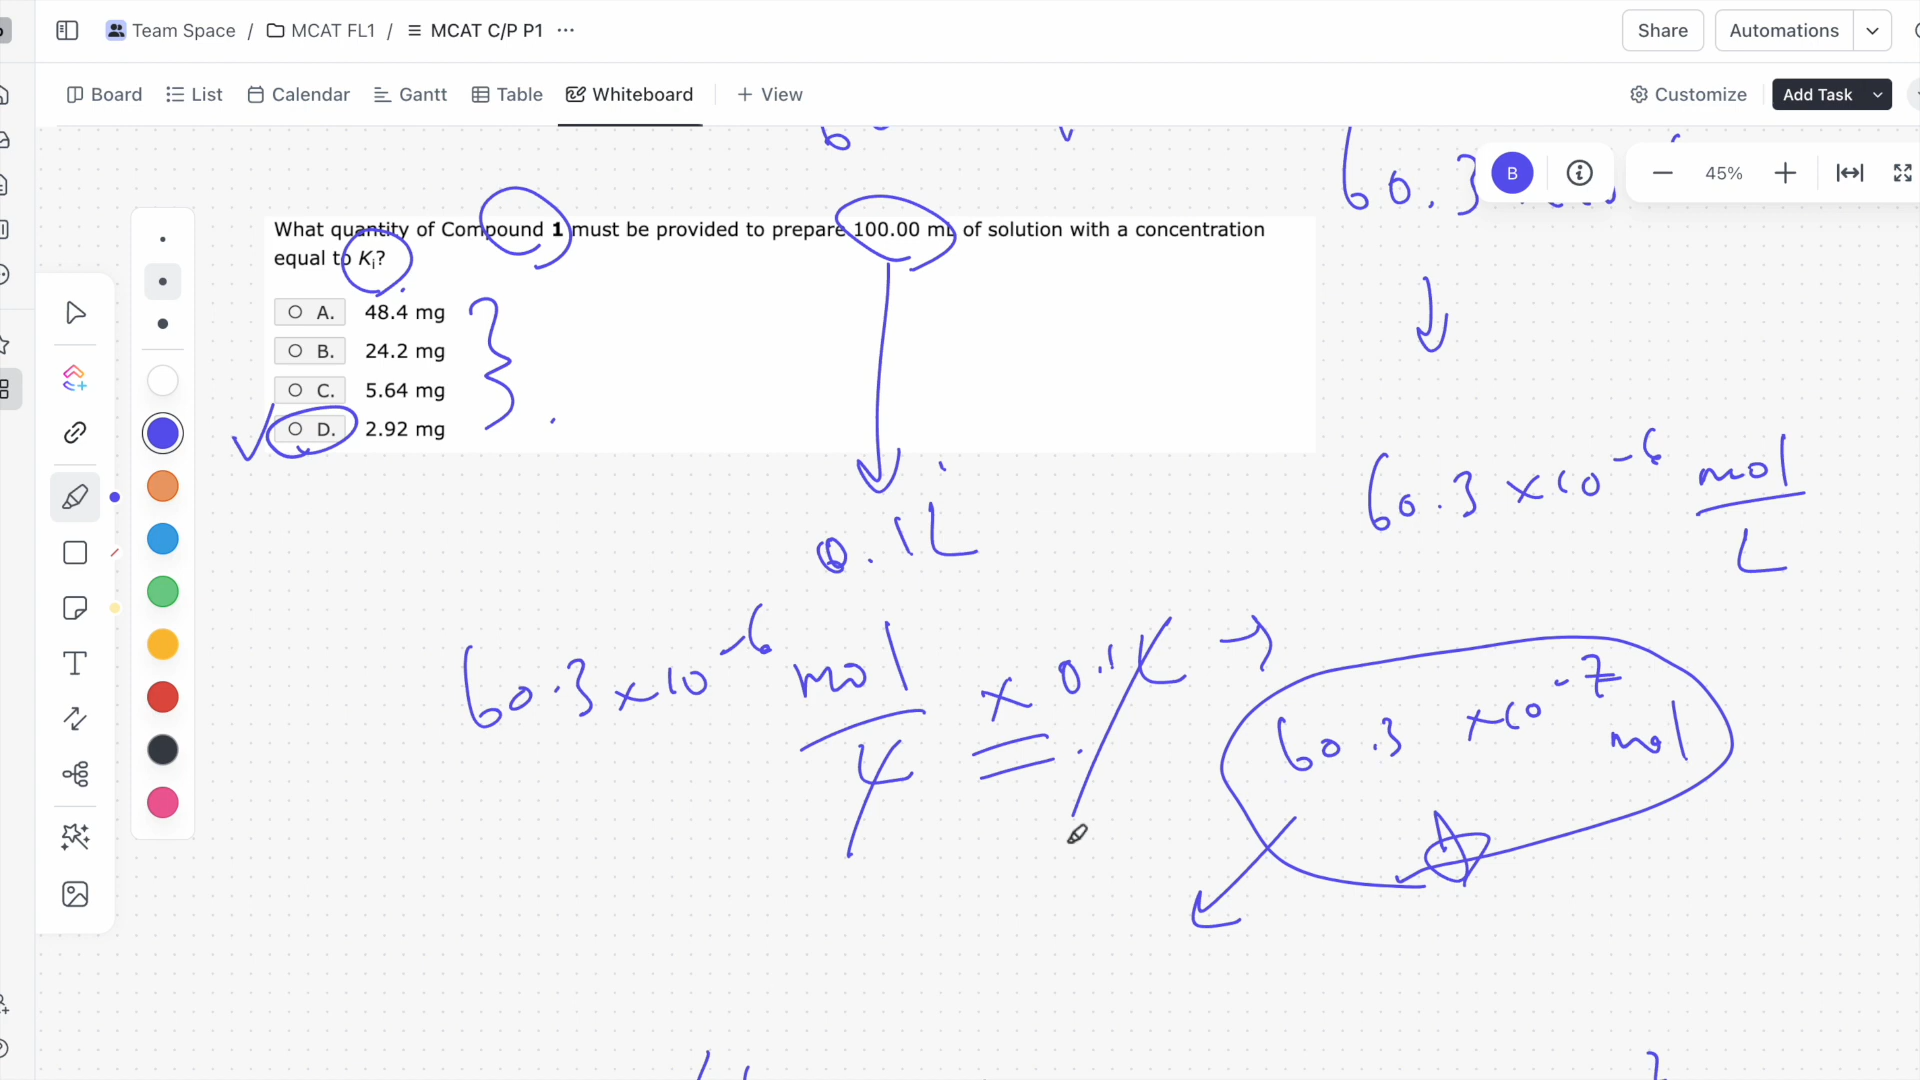 Team Space / MCAT FL1 / MCAT C/P P1 ...
Share
Automations
Board
List
Calendar
Gantt
Table
Whiteboard
+ View
Customize
Add Task
60.3
B
45%
What quantity of Compound 1 must be provided to prepare 100.00 mL of solution with a concentration
equal to Ki?
A. 48.4 mg
B. 24.2 mg
C. 5.64 mg
D. 2.92 mg
60.3 x10^-6 mol
L
0.1L
60.3 x10^-6 mol x 0.1L
L
60.3 x10^-7 mol